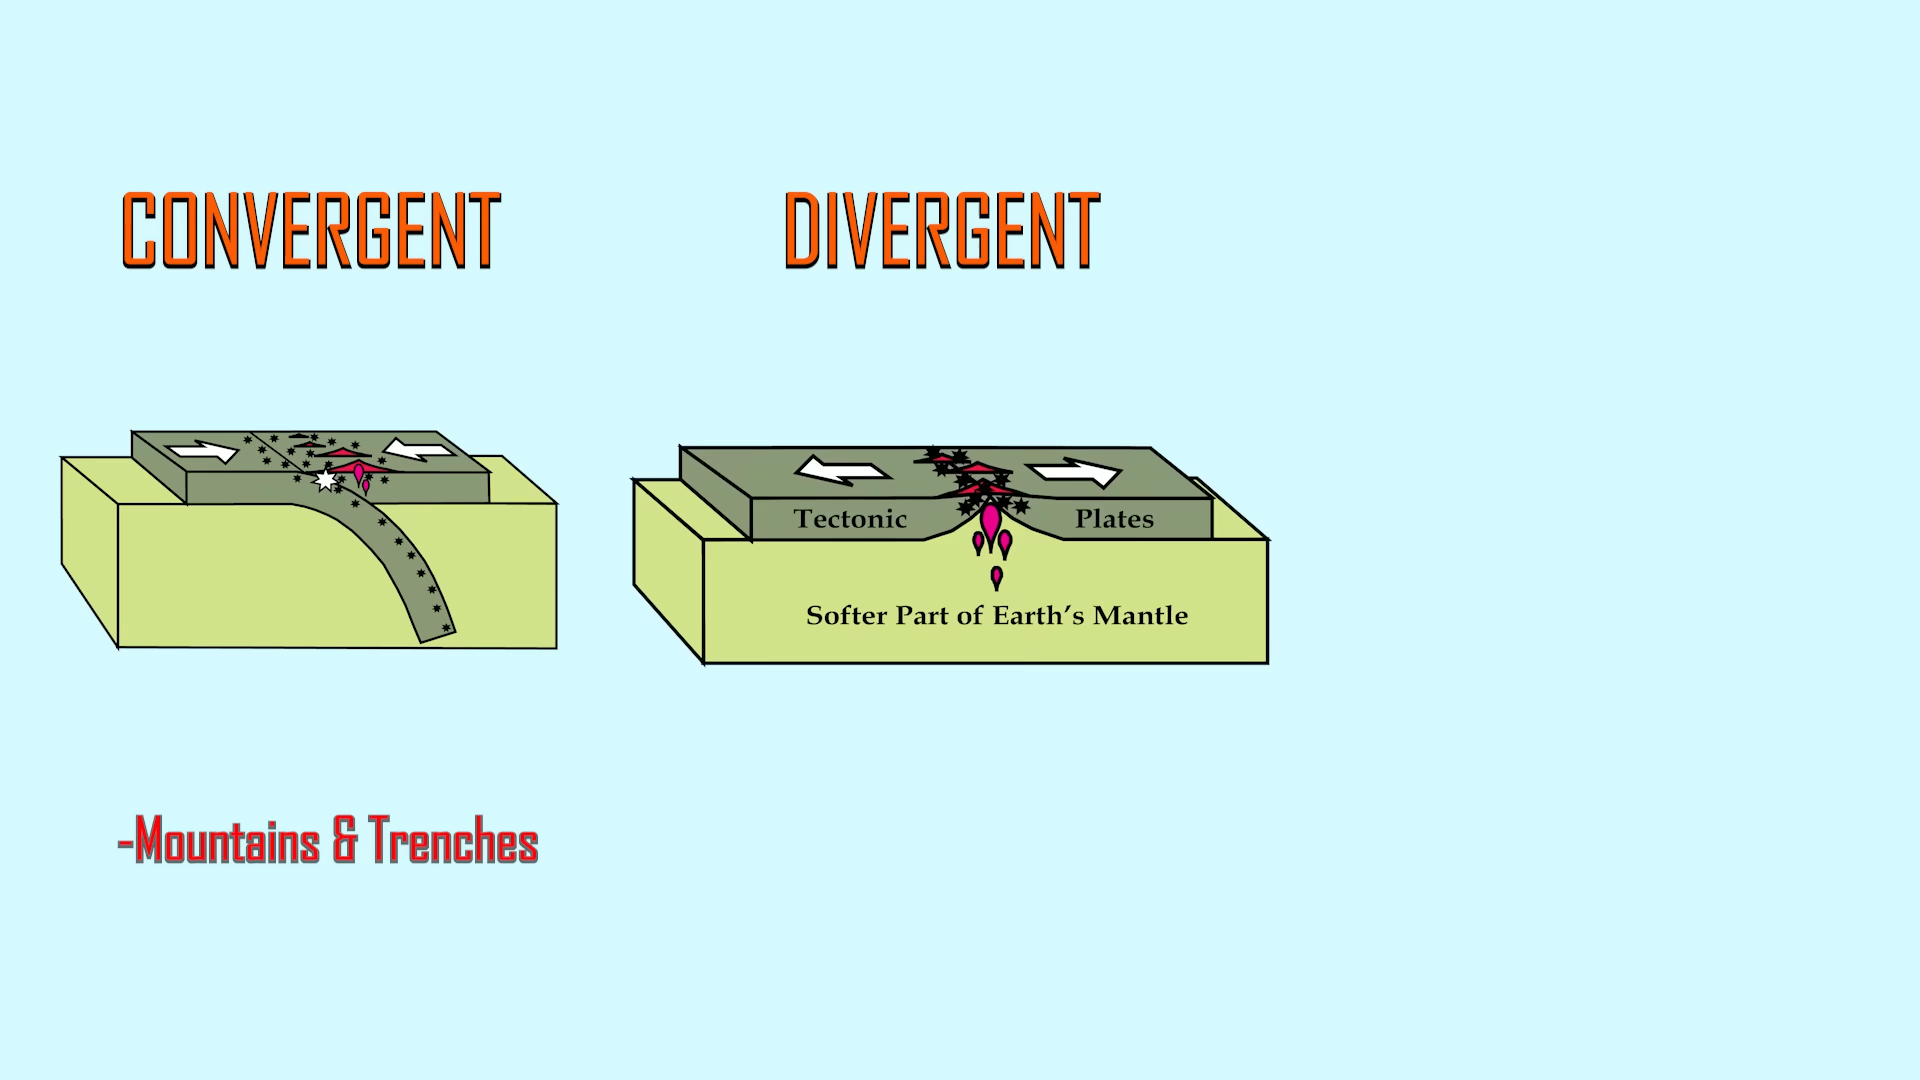 CONVERGENT
DIVERGENT
Tectonic Plates
Softer Part of Earth’s Mantle
-Mountains & Trenches